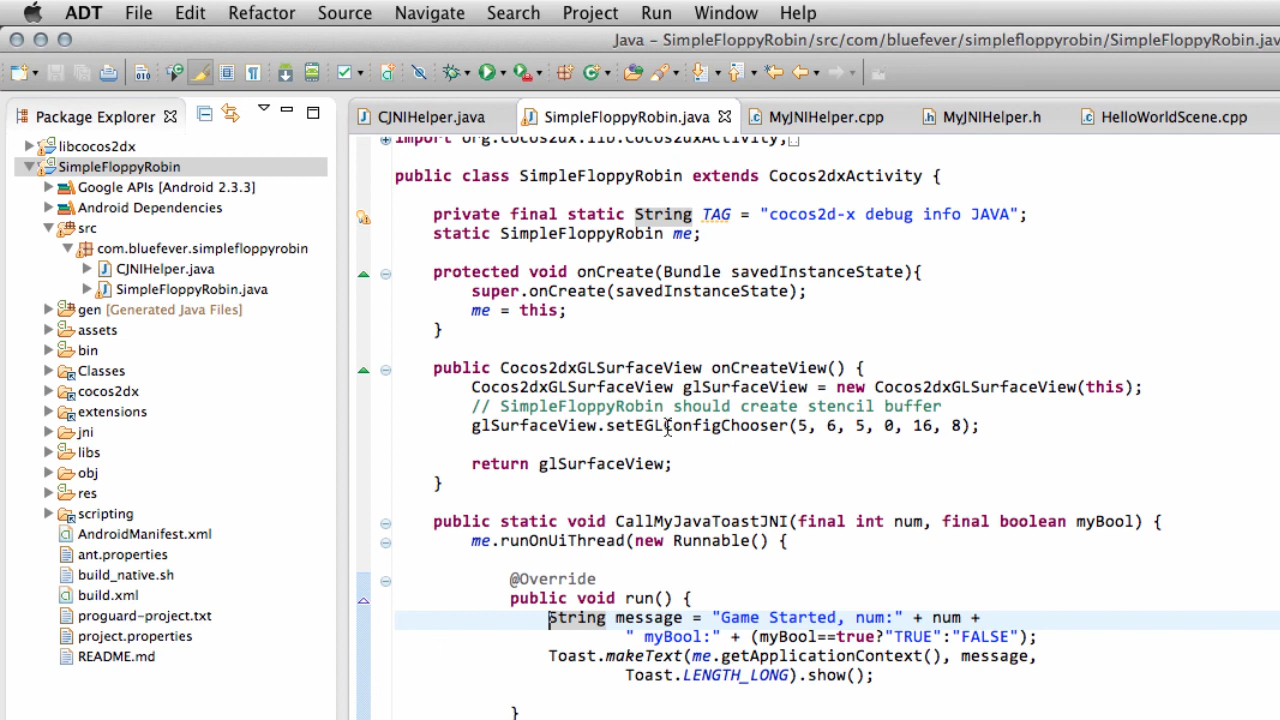 ADT File Edit Refactor Source Navigate Search Project Run Window Help
Java – SimpleFloppyRobin/src/com/bluefever/simplefloppyrobin/SimpleFloppyRobin.jav
Package Explorer
libcocos2dx
SimpleFloppyRobin
Google APIs [Android 2.3.3]
Android Dependencies
src
com.bluefever.simplefloppyrobin
CJNIHelper.java
SimpleFloppyRobin.java
gen [Generated Java Files]
assets
bin
Classes
cocos2dx
extensions
jni
libs
obj
res
scripting
AndroidManifest.xml
ant.properties
build_native.sh
build.xml
proguard-project.txt
project.properties
README.md
CJNIHelper.java SimpleFloppyRobin.java MyJNIHelper.cpp MyJNIHelper.h HelloWorldScene.cpp
import org.cocos2dx.lib.Cocos2dxActivity;
public class SimpleFloppyRobin extends Cocos2dxActivity {
private final static String TAG = "cocos2d-x debug info JAVA";
static SimpleFloppyRobin me;
protected void onCreate(Bundle savedInstanceState){
super.onCreate(savedInstanceState);
me = this;
}
public Cocos2dxGLSurfaceView onCreateView() {
Cocos2dxGLSurfaceView glSurfaceView = new Cocos2dxGLSurfaceView(this);
// SimpleFloppyRobin should create stencil buffer
glSurfaceView.setEGLConfigChooser(5, 6, 5, 0, 16, 8);
return glSurfaceView;
}
public static void CallMyJavaToastJNI(final int num, final boolean myBool) {
me.runOnUiThread(new Runnable() {
@Override
public void run() {
String message = "Game Started, num:" + num +
" myBool:" + (myBool==true?"TRUE":"FALSE");
Toast.makeText(me.getApplicationContext(), message,
Toast.LENGTH_LONG).show();
}